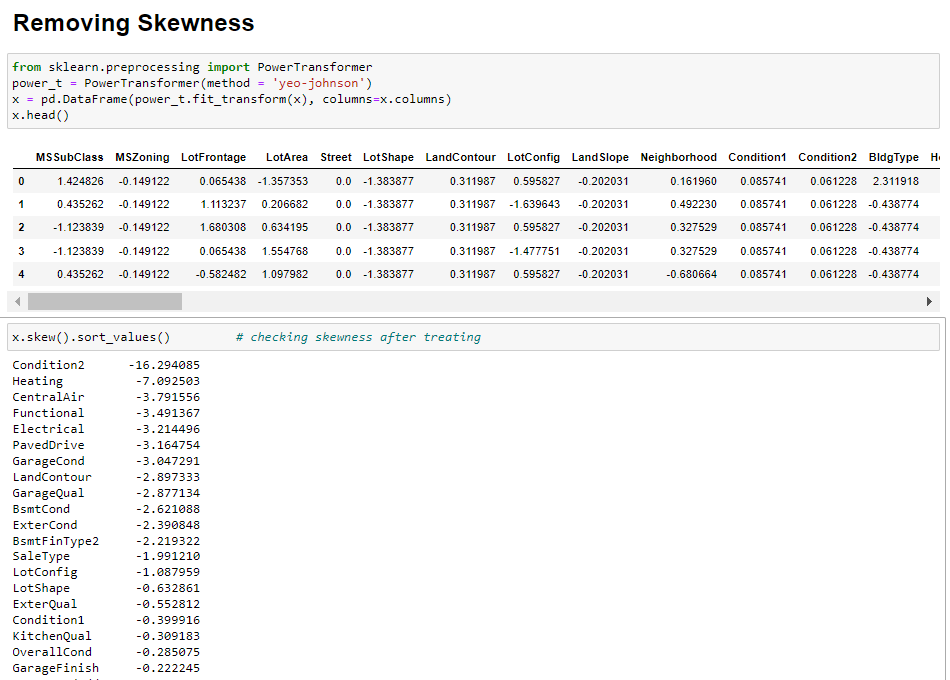 Removing Skewness
from sklearn.preprocessing import PowerTransformer
power_t = PowerTransformer(method = 'yeo-johnson')
x = pd.DataFrame(power_t.fit_transform(x), columns=x.columns)
x.head()
MSSubClass MSZoning LotFrontage LotArea Street LotShape LandContour LotConfig LandSlope Neighborhood Condition1 Condition2 BldgType
0 1.424826 -0.149122 0.065438 -1.357353 0.0 -1.383877 0.311987 0.595827 -0.202031 0.161960 0.085741 0.061228 2.311918
1 0.435262 -0.149122 1.113237 0.206682 0.0 -1.383877 0.311987 -1.639643 -0.202031 0.492230 0.085741 0.061228 -0.438774
2 -1.123839 -0.149122 1.680308 0.634195 0.0 -1.383877 0.311987 0.595827 -0.202031 0.327529 0.085741 0.061228 -0.438774
3 -1.123839 -0.149122 0.065438 1.554768 0.0 -1.383877 0.311987 -1.477751 -0.202031 0.327529 0.085741 0.061228 -0.438774
4 0.435262 -0.149122 -0.582482 1.097982 0.0 -1.383877 0.311987 0.595827 -0.202031 -0.680664 0.085741 0.061228 -0.438774
x.skew().sort_values() # checking skewness after treating
Condition2 -16.294085
Heating -7.092503
CentralAir -3.791556
Functional -3.491367
Electrical -3.214496
PavedDrive -3.164754
GarageCond -3.047291
LandContour -2.897333
GarageQual -2.877134
BsmtCond -2.621088
ExterCond -2.390848
BsmtFinType2 -2.219322
SaleType -1.991210
LotConfig -1.087959
LotShape -0.632861
ExterQual -0.552812
Condition1 -0.399916
KitchenQual -0.309183
OverallCond -0.285075
GarageFinish -0.222245